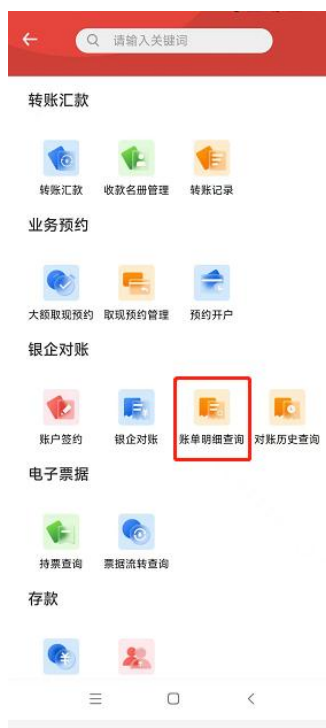 请输入关键词
转账汇款
转账汇款 收款名册管理 转账记录
业务预约
大额取现预约 取现预约管理 预约开户
银企对账
账户签约 银企对账 账单明细查询 对账历史查询
电子票据
持票查询 票据流转查询
存款